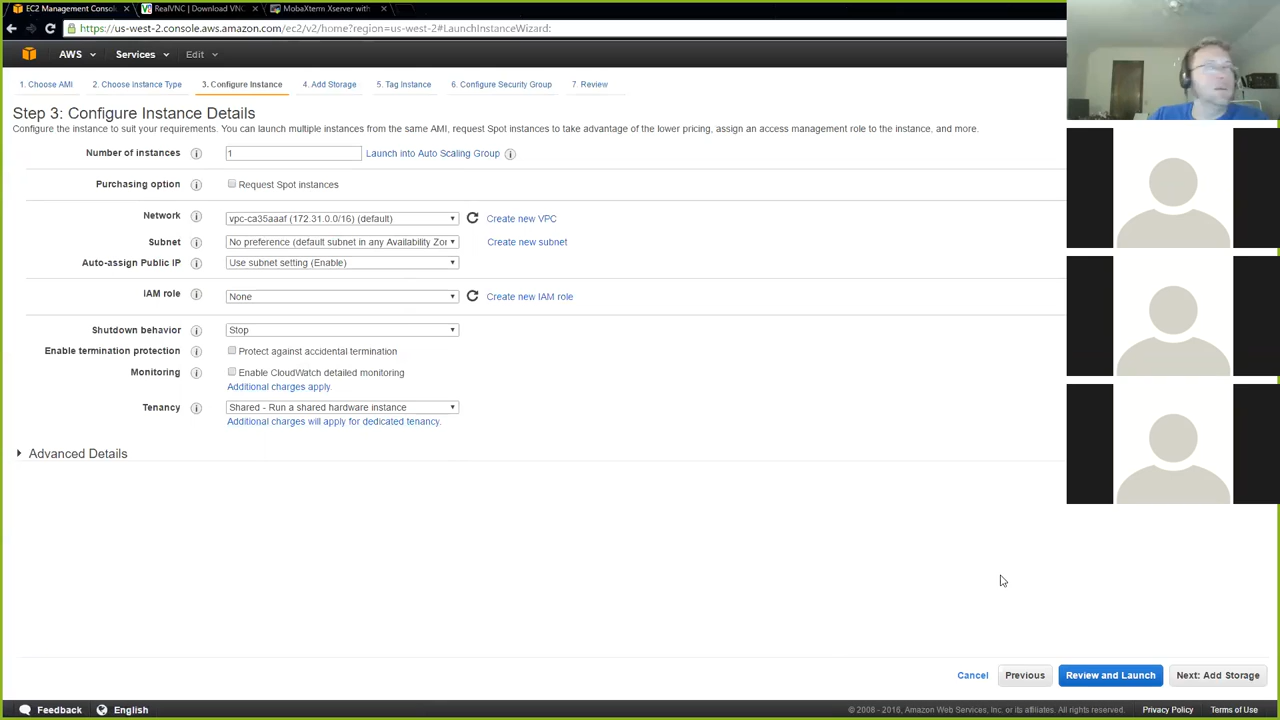 EC2 Management Consol
RealVNC | Download VNC
MobaXterm Xserver with
https://us-west-2.console.aws.amazon.com/ec2/v2/home?region=us-west-2#LaunchInstanceWizard:
AWS Services Edit
1. Choose AMI 2. Choose Instance Type 3. Configure Instance 4. Add Storage 5. Tag Instance 6. Configure Security Group 7. Review
Step 3: Configure Instance Details
Configure the instance to suit your requirements. You can launch multiple instances from the same AMI, request Spot instances to take advantage of the lower pricing, assign an access management role to the instance, and more.
Number of instances 1 Launch into Auto Scaling Group
Purchasing option Request Spot instances
Network vpc-ca35aaaf (172.31.0.0/16) (default) Create new VPC
Subnet No preference (default subnet in any Availability Zor Create new subnet
Auto-assign Public IP Use subnet setting (Enable)
IAM role None Create new IAM role
Shutdown behavior Stop
Enable termination protection Protect against accidental termination
Monitoring Enable CloudWatch detailed monitoring
Additional charges apply.
Tenancy Shared - Run a shared hardware instance
Additional charges will apply for dedicated tenancy.
Advanced Details
Cancel Previous Review and Launch Next: Add Storage
Feedback English © 2008 - 2016, Amazon Web Services, Inc. or its affiliates. All rights reserved. Privacy Policy Terms of Use